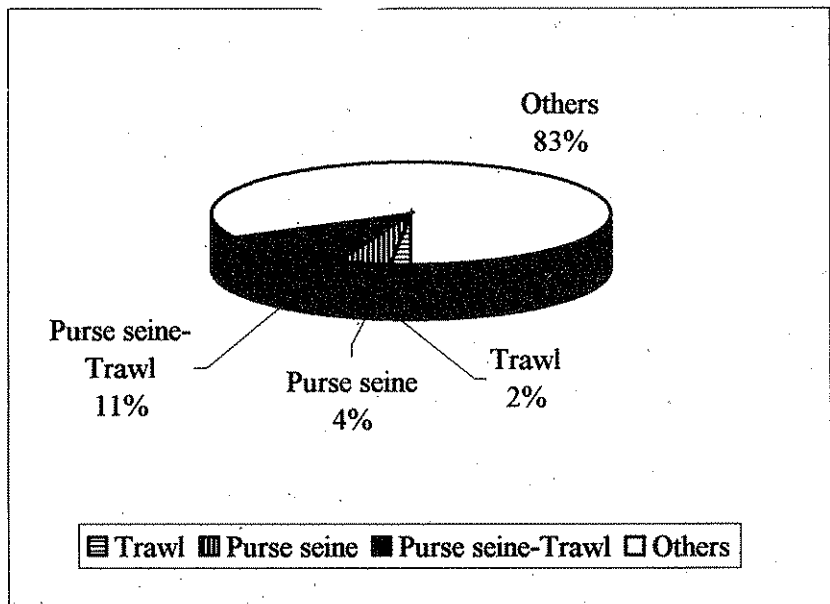 Others
83%
Purse seine-
Trawl
11%
Purse seine
4%
Trawl
2%
Trawl Purse seine Purse seine-Trawl Others